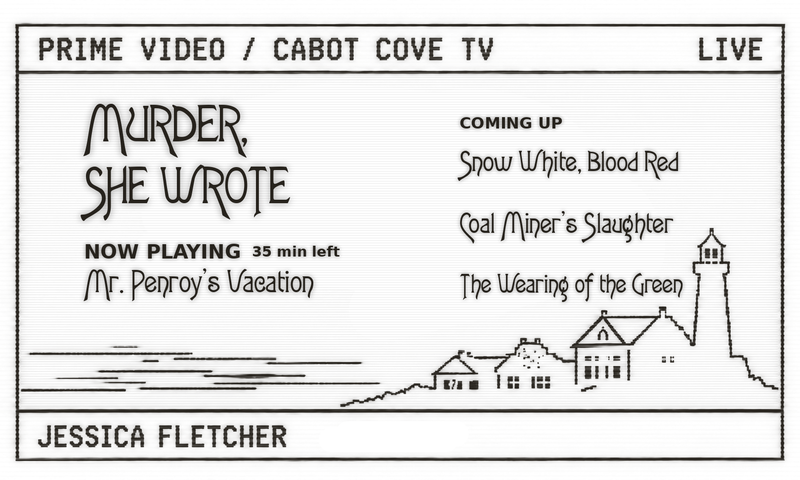 PRIME VIDEO / CABOT COVE TV LIVE
MURDER,
SHE WROTE
NOW PLAYING 35 min left
Mr. Penroy's Vacation
COMING UP
Snow White, Blood Red
Coal Miner's Slaughter
The Wearing of the Green
JESSICA FLETCHER